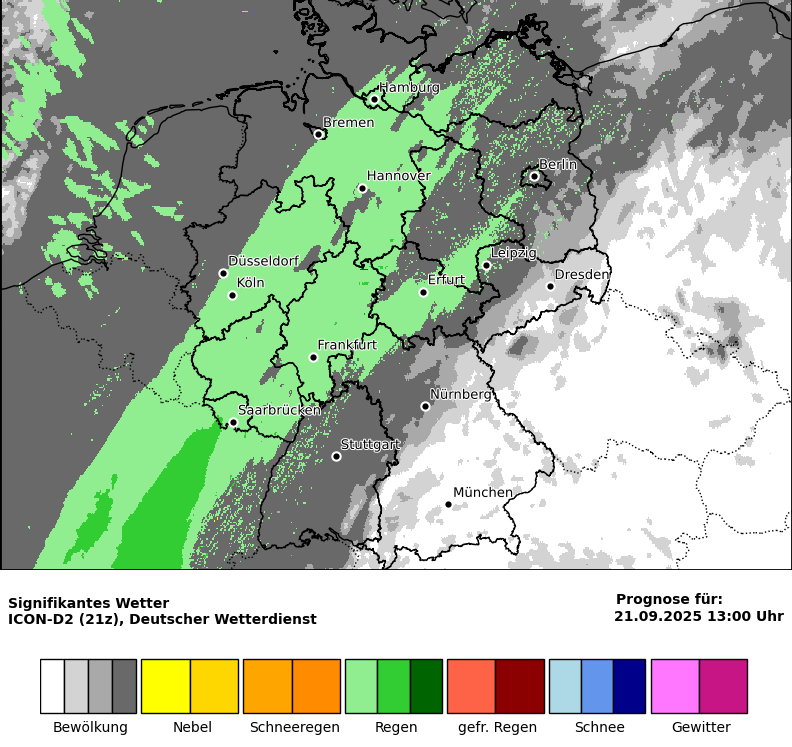 Hamburg
Bremen
Berlin
Hannover
Leipzig
Düsseldorf
Dresden
Köln
Erfurt
Frankfurt
Nürnberg
Saarbrücken
Stuttgart
München
Signifikantes Wetter
ICON-D2 (21z), Deutscher Wetterdienst
Prognose für:
21.09.2025 13:00 Uhr
Bewölkung Nebel Schneeregen Regen gefr. Regen Schnee Gewitter